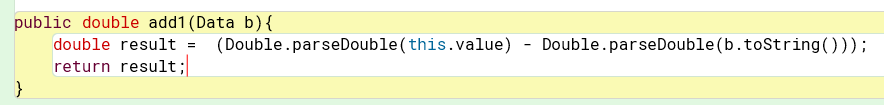 public double add1(Data b){
double result =  (Double.parseDouble(this.value) - Double.parseDouble(b.toString()));
return result;
}